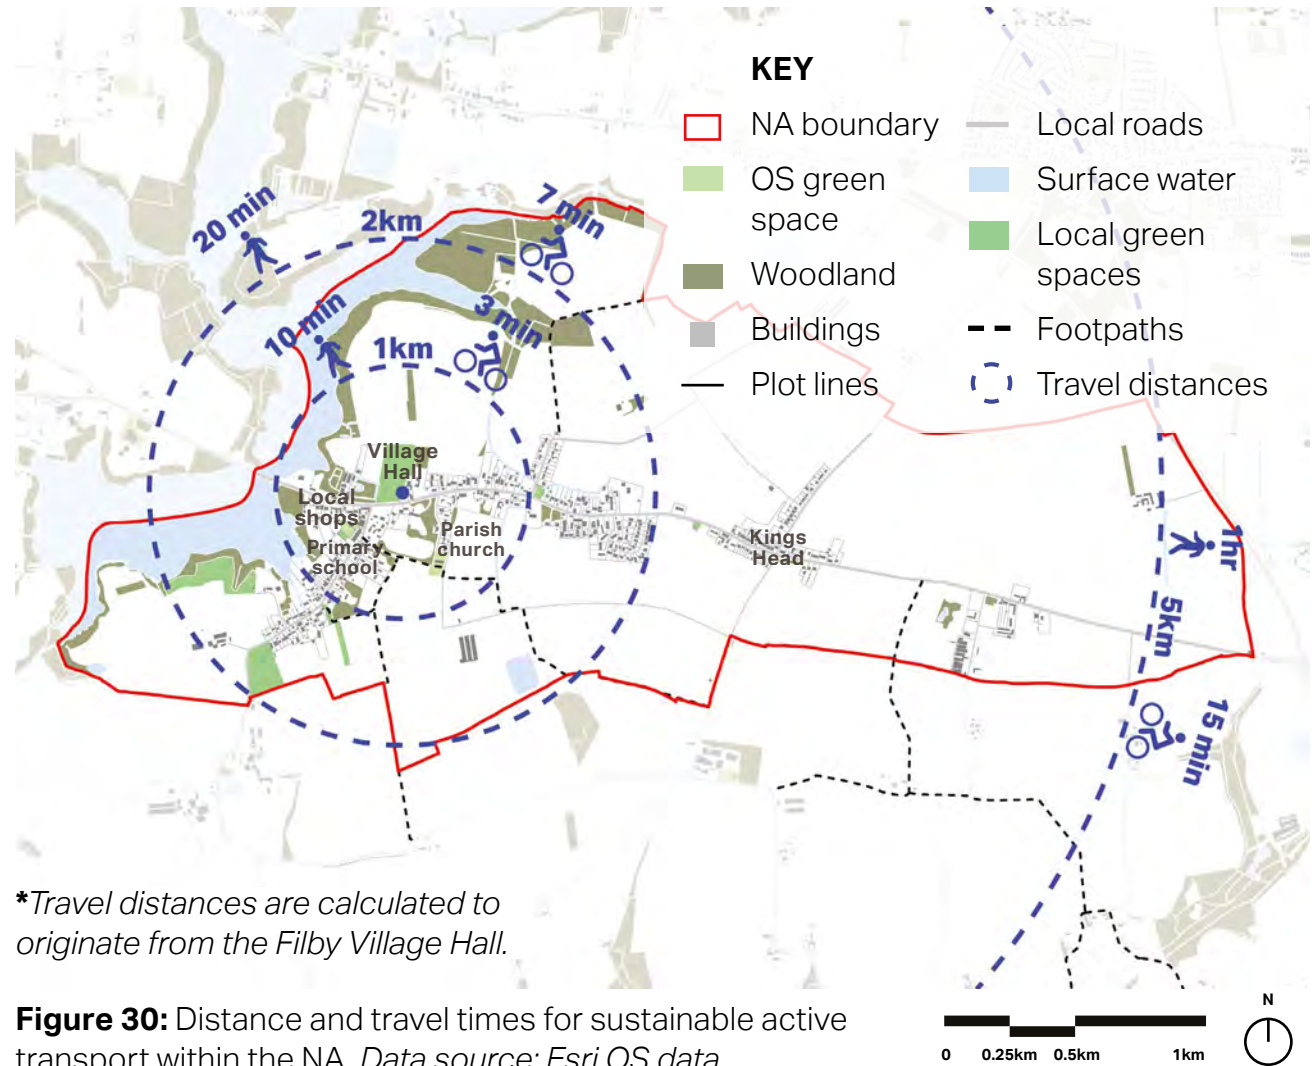 KEY
NA boundary
OS green
space
Woodland
Buildings
Plot lines
Local roads
Surface water
Local green
spaces
Footpaths
Travel distances
20 min
2km
7 min
10 min
1km
3 min
Village
Hall
Local
shops
Primary
school
Parish
church
Kings
Head
1hr
5km
15 min
*Travel distances are calculated to
originate from the Filby Village Hall.
Figure 30: Distance and travel times for sustainable active
transport within the NA. Data source: Esri OS data
0 0.25km 0.5km 1km
N